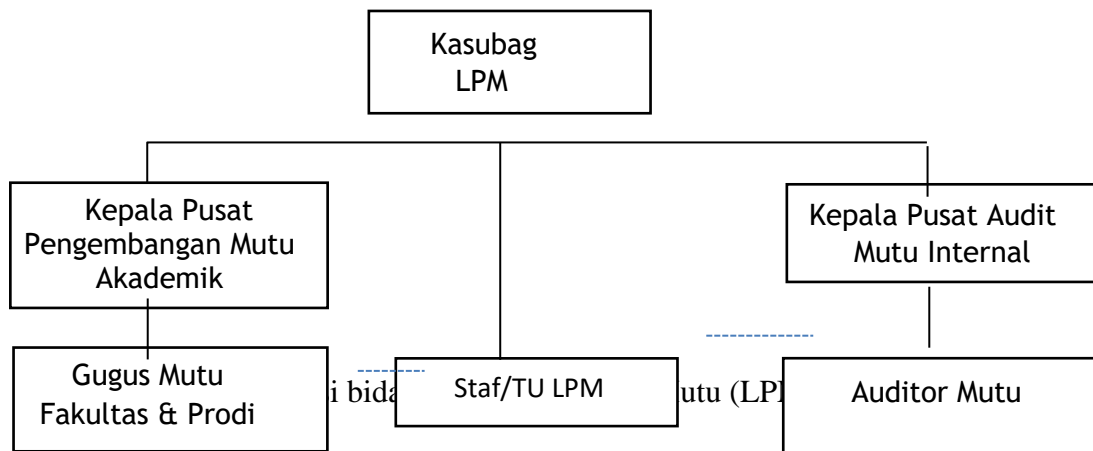 Kasubag
LPM
Kepala Pusat
Pengembangan Mutu
Akademik
Kepala Pusat Audit
Mutu Internal
Gugus Mutu
Fakultas & Prodi
Staf/TU LPM
Auditor Mutu